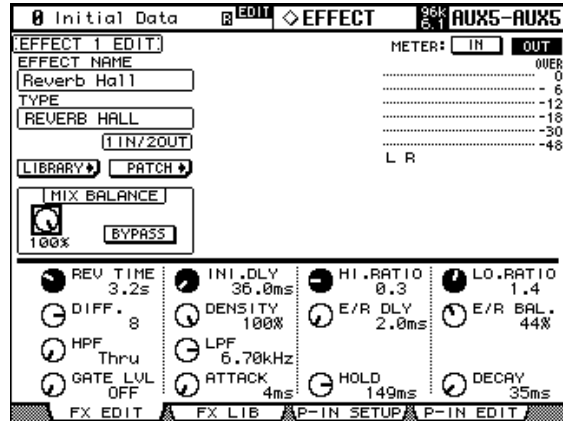 0 Initial Data R EDIT ◇EFFECT 96k 6.1 AUX5-AUX5
EFFECT 1 EDIT
METER: IN OUT
EFFECT NAME
Reverb Hall
TYPE
REVERB HALL
1IN/2OUT
LIBRARY PATCH
OVER
0
- 6
-12
-18
-30
-48
L R
MIX BALANCE
100%
BYPASS
REV TIME 3.2s
INI.DLY 36.0ms
HI.RATIO 0.3
LO.RATIO 1.4
DIFF. 8
DENSITY 100%
E/R DLY 2.0ms
E/R BAL. 44%
HPF Thru
LPF 6.70kHz
GATE LVL OFF
ATTACK 4ms
HOLD 149ms
DECAY 35ms
FX EDIT FX LIB P-IN SETUP P-IN EDIT